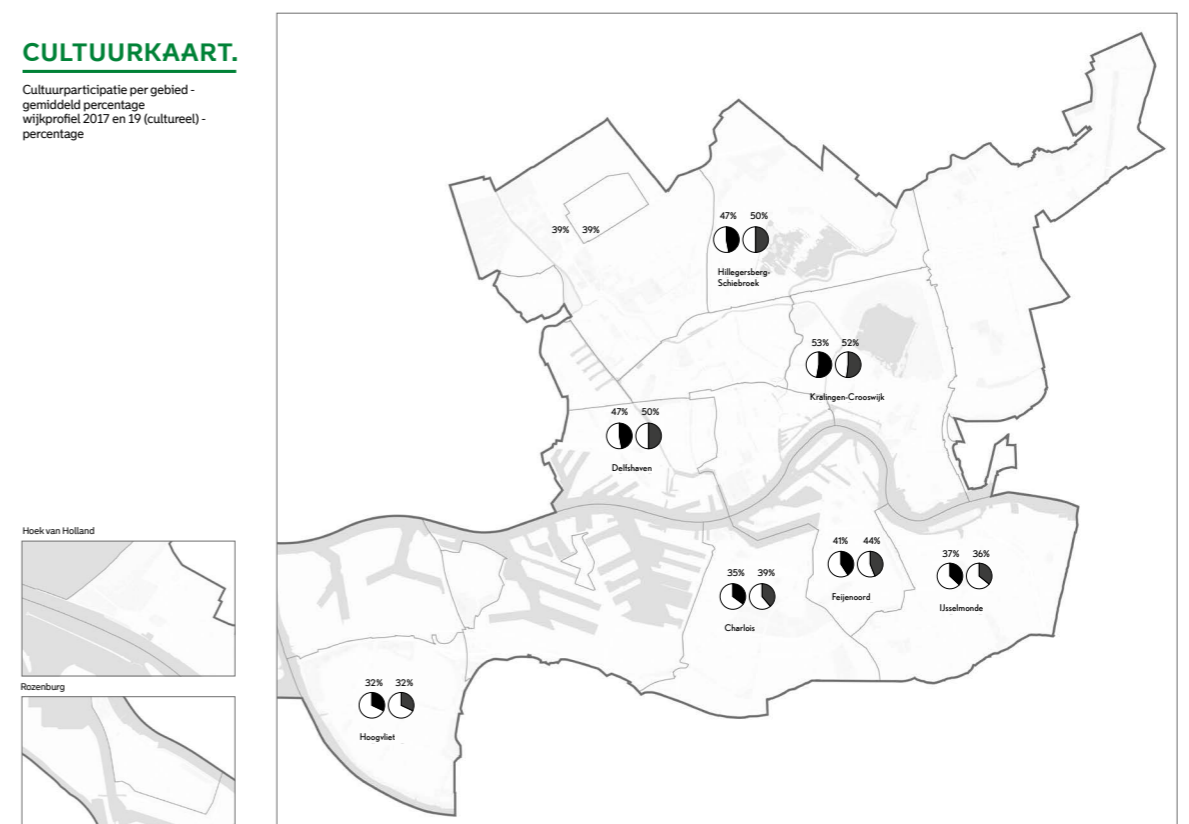 CULTUURKAART.
Cultuurparticipatie per gebied -
gemiddeld percentage
wijkprofiel 2017 en 19 (cultureel) -
percentage
39% 39%
47% 50%
Hillegersberg-
Schiebroek
53% 52%
Kralingen-Crooswijk
47% 50%
Delfshaven
41% 44%
Feijenoord
37% 36%
IJsselmonde
35% 39%
Charlois
32% 32%
Hoogvliet
Hoek van Holland
Rozenburg